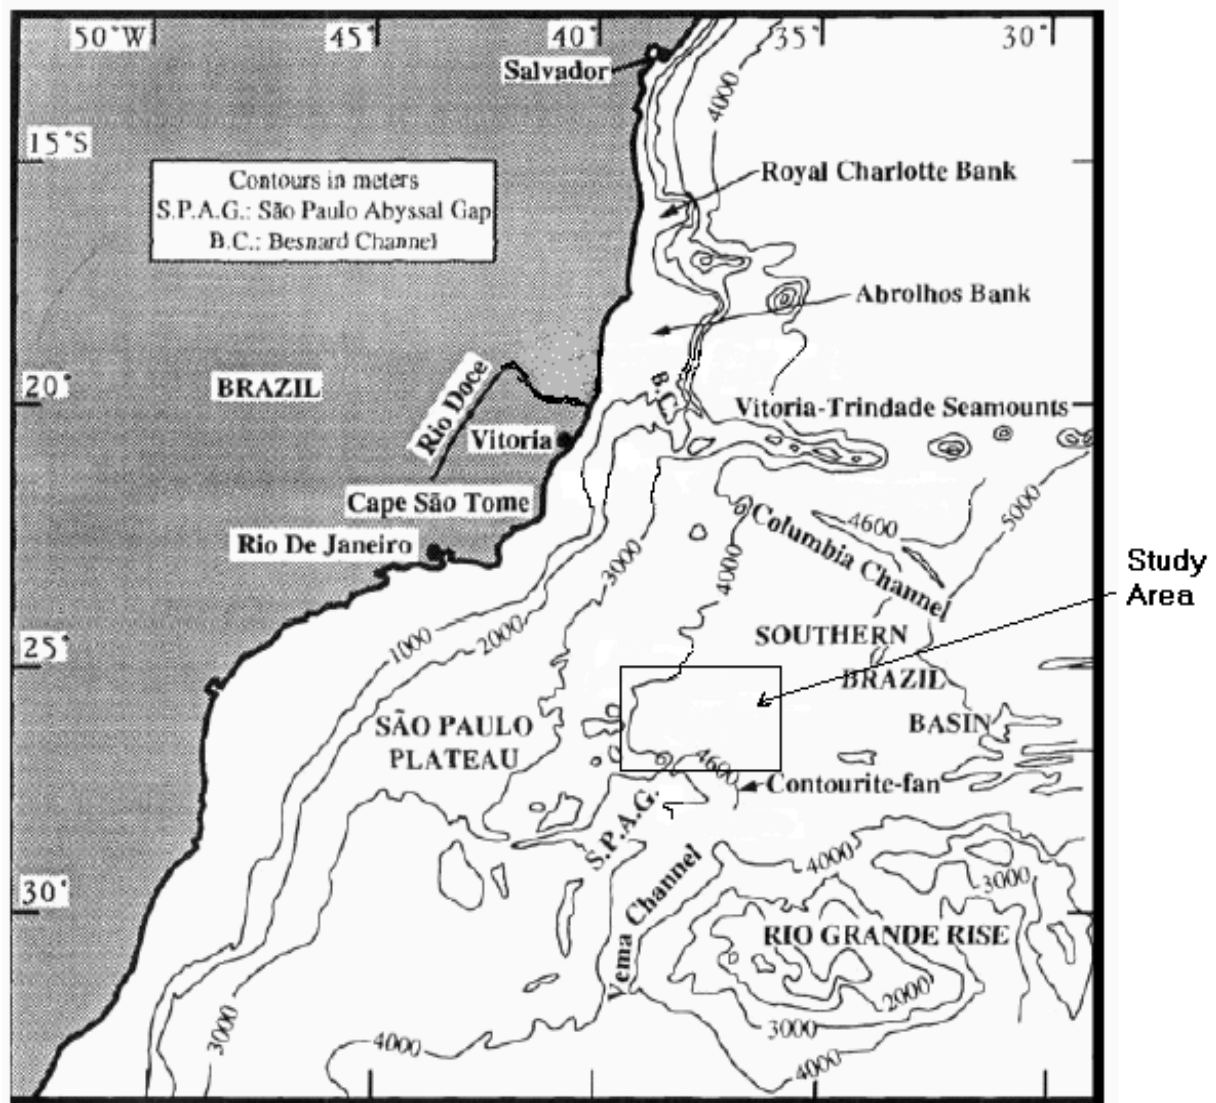 50°W
45°
40°
35°
30°
Salvador
4000
15°S
Contours in meters
S.P.A.G.: São Paulo Abyssal Gap
B.C.: Besnard Channel
Royal Charlotte Bank
Abrolhos Bank
20°
BRAZIL
Rio Doce
B.C.
Vitoria-Trindade Seamounts
Vitoria
Cape São Tome
Rio De Janeiro
3000
4000
Columbia Channel
4600
5000
Study
Area
1000
2000
25°
SOUTHERN
BRAZIL
BASIN
SÃO PAULO
PLATEAU
4600
Contourite-fan
S.P.A.G.
Vema Channel
4000
3000
30°
RIO GRANDE RISE
2000
3000
4000
3000
4000